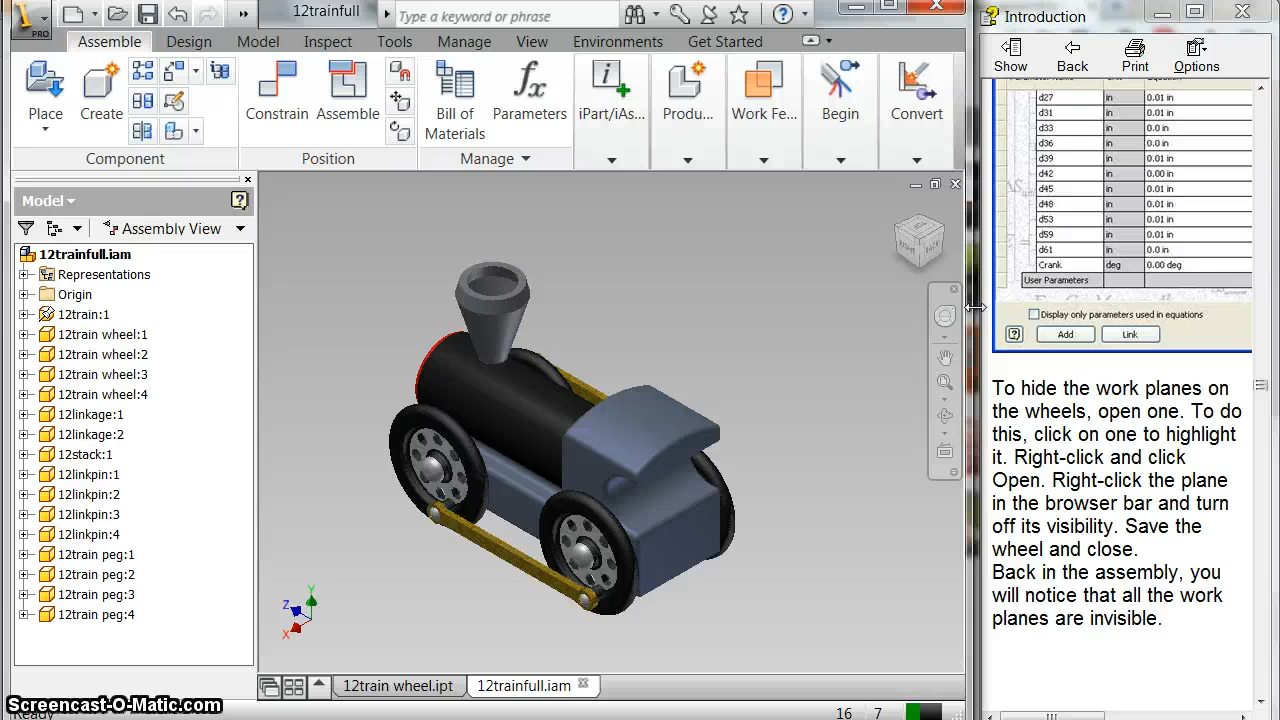 PRO
12trainfull
Type a keyword or phrase
Assemble Design Model Inspect Tools Manage View Environments Get Started
Place Create
Component
Constrain Assemble
Position
Bill of Materials
Parameters
Manage
iPart/iAs...
Produ...
Work Fe...
Begin
Convert
Model
Assembly View
12trainfull.iam
Representations
Origin
12train:1
12train wheel:1
12train wheel:2
12train wheel:3
12train wheel:4
12linkage:1
12linkage:2
12stack:1
12linkpin:1
12linkpin:2
12linkpin:3
12linkpin:4
12train peg:1
12train peg:2
12train peg:3
12train peg:4
RIGHT BACK
Y
Z
X
12train wheel.ipt 12trainfull.iam
Ready
16 7
Screencast-O-Matic.com
Introduction
Show Back Print Options
d27 in 0.01 in
d31 in 0.01 in
d33 in 0.0 in
d36 in 0.0 in
d39 in 0.01 in
d42 in 0.00 in
d45 in 0.01 in
d48 in 0.01 in
d53 in 0.01 in
d59 in 0.01 in
d61 in 0.0 in
Crank deg 0.00 deg
User Parameters
Display only parameters used in equations
Add Link
To hide the work planes on
the wheels, open one. To do
this, click on one to highlight
it. Right-click and click
Open. Right-click the plane
in the browser bar and turn
off its visibility. Save the
wheel and close.
Back in the assembly, you
will notice that all the work
planes are invisible.